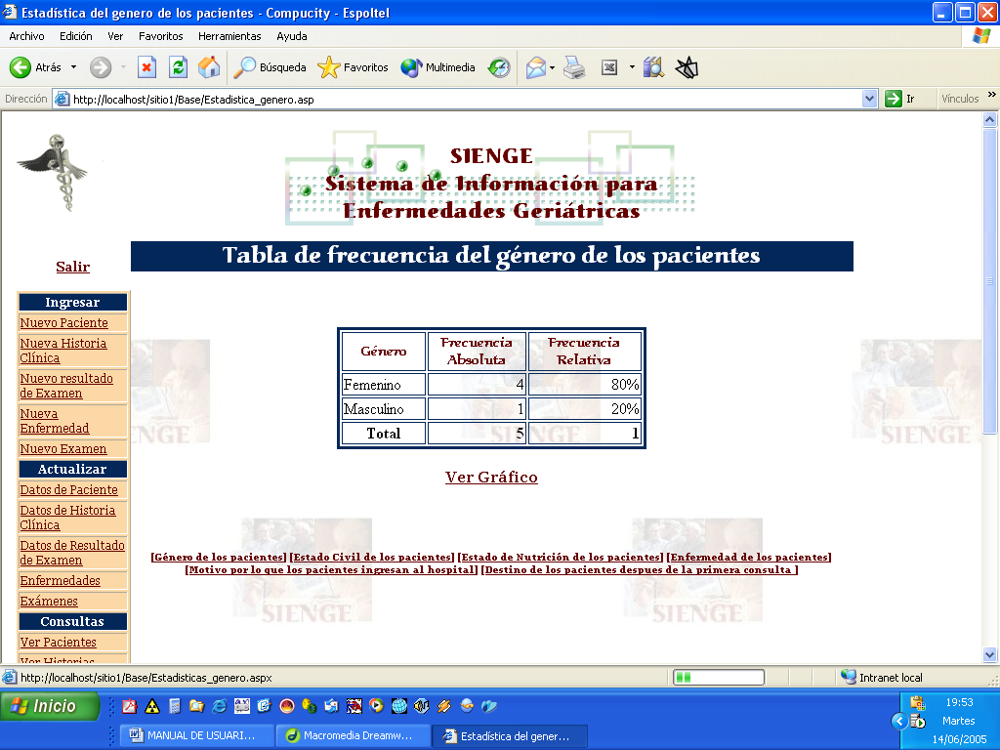 Estadística del genero de los pacientes - Compucity - Espoltel
Archivo Edición Ver Favoritos Herramientas Ayuda
Atrás Búsqueda Favoritos Multimedia
Dirección http://localhost/sitio1/Base/Estadistica_genero.asp Ir Vínculos »
SIENGE
Sistema de Información para
Enfermedades Geriátricas
Salir
Tabla de frecuencia del género de los pacientes
Ingresar
Nuevo Paciente
Nueva Historia
Clínica
Nuevo resultado
de Examen
Nueva
Enfermedad
Nuevo Examen
Actualizar
Datos de Paciente
Datos de Historia
Clínica
Datos de Resultado
de Examen
Enfermedades
Exámenes
Consultas
Ver Pacientes
Ver Historias
Género Frecuencia Absoluta Frecuencia Relativa
Femenino 4 80%
Masculino 1 20%
Total 5 1
Ver Gráfico
[Género de los pacientes] [Estado Civil de los pacientes] [Estado de Nutrición de los pacientes] [Enfermedad de los pacientes]
[Motivo por lo que los pacientes ingresan al hospital] [Destino de los pacientes despues de la primera consulta ]
SIENGE
SIENGE
SIENGE
SIENGE
http://localhost/sitio1/Base/Estadisticas_genero.aspx Intranet local
Inicio
MANUAL DE USUARI... Macromedia Dreamw... Estadística del gener...
19:53
Martes
14/06/2005